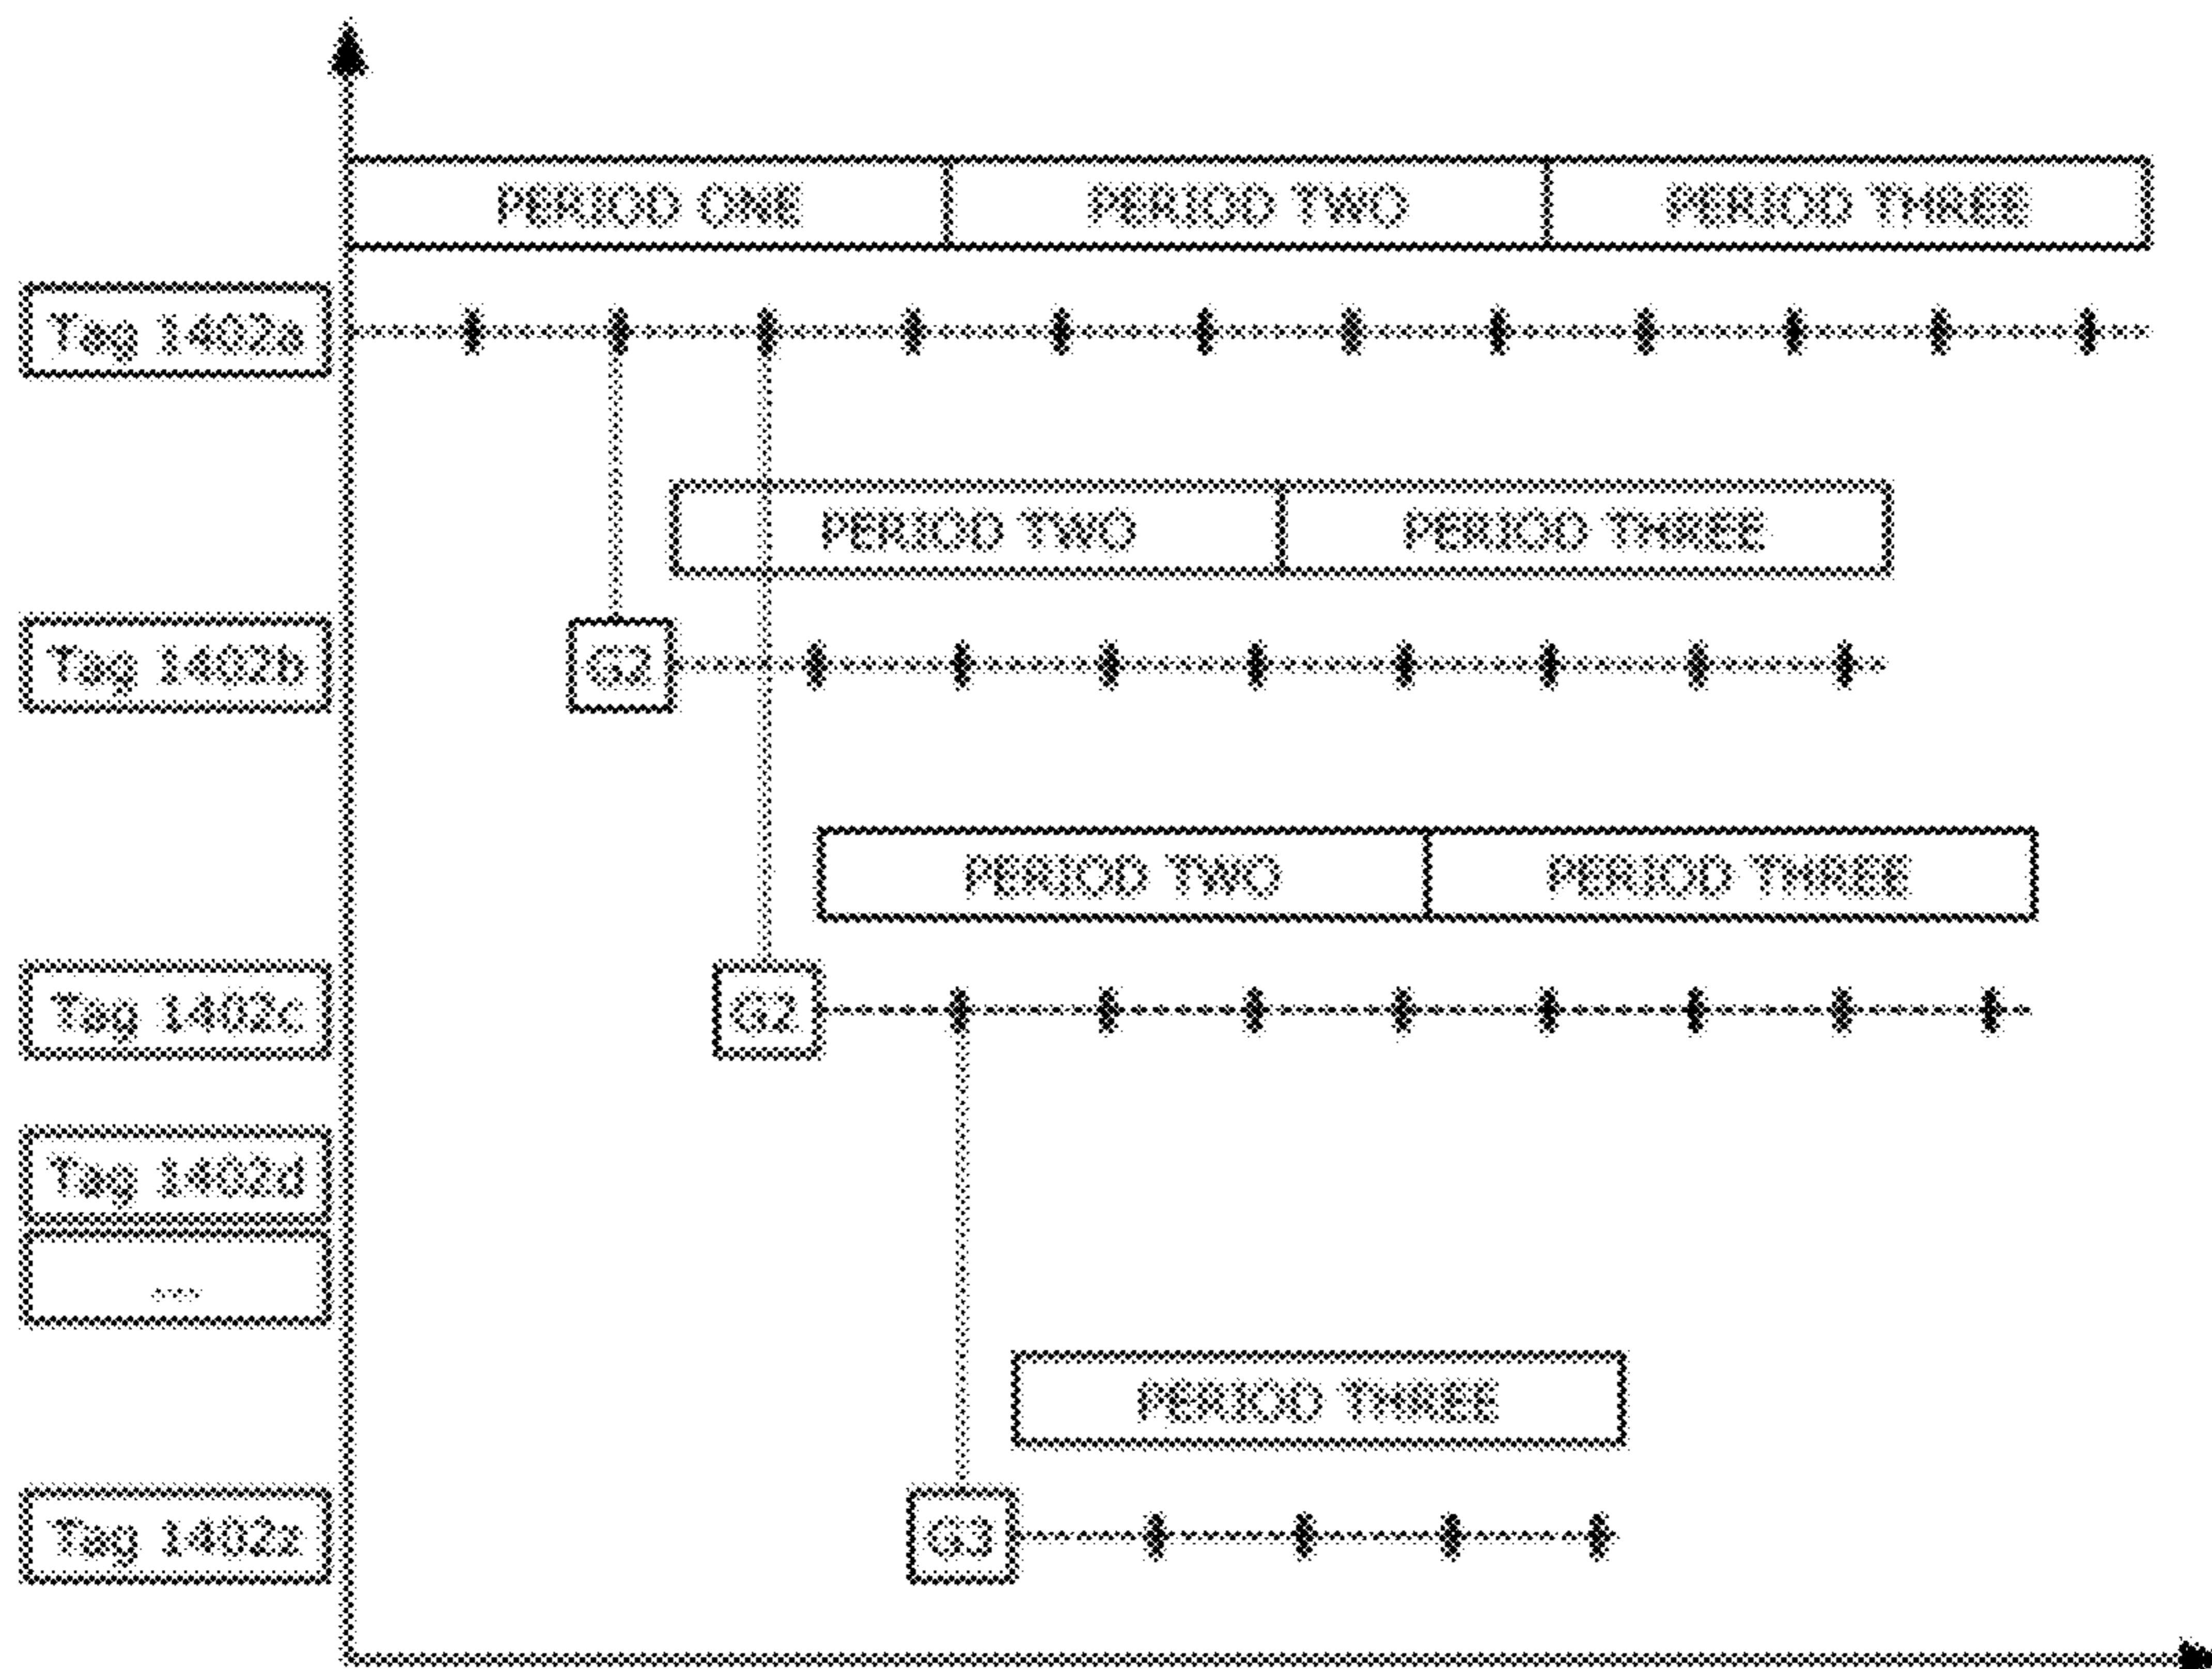 PERIOD ONE PERIOD TWO PERIOD THREE
Tag 1402a
PERIOD TWO PERIOD THREE
Tag 1402b G2
PERIOD TWO PERIOD THREE
Tag 1402c G2
Tag 1402d
...
PERIOD THREE
Tag 1402z G3